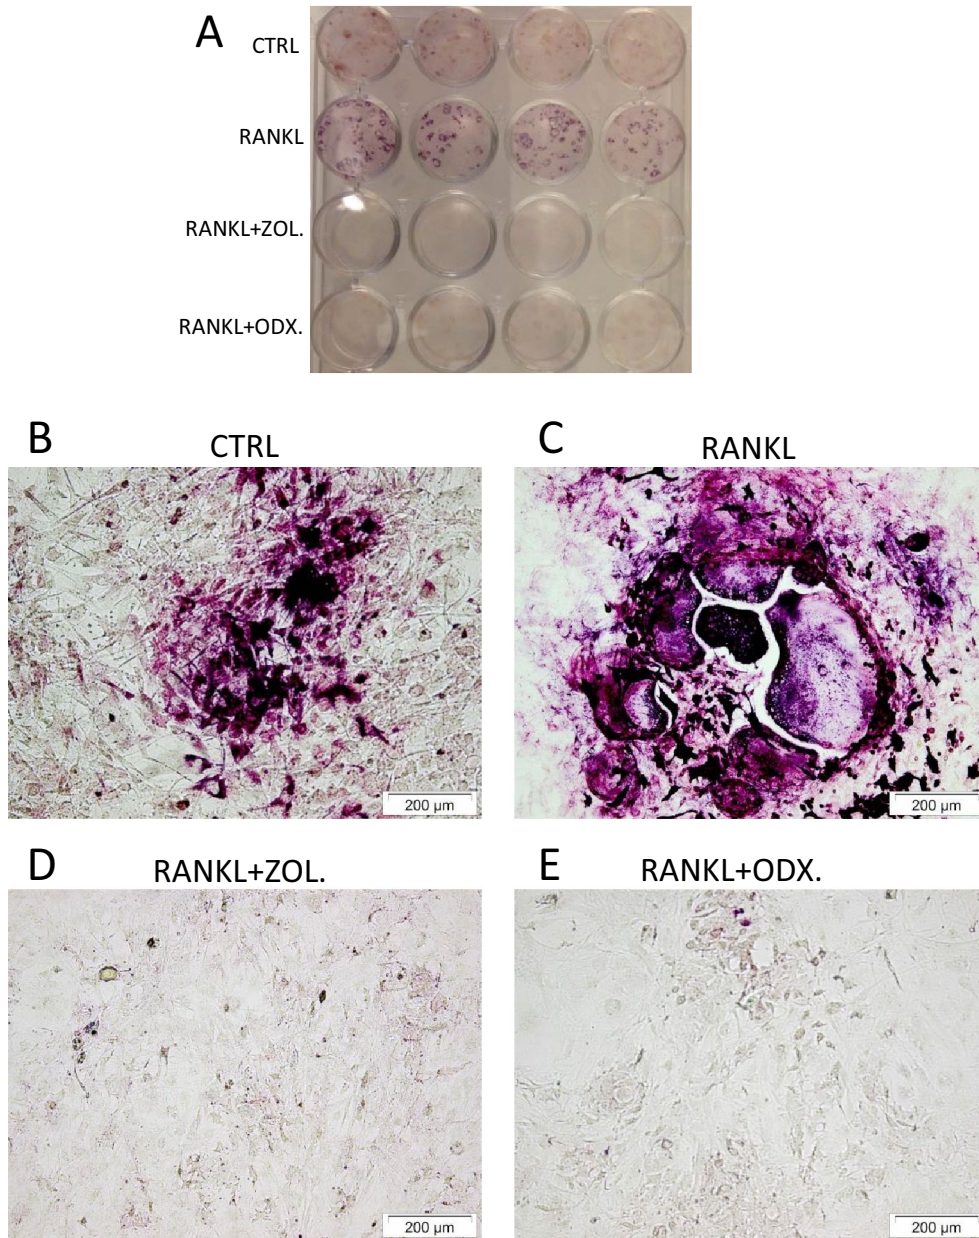 A
CTRL
RANKL
RANKL+ZOL.
RANKL+ODX.
B
CTRL
C
RANKL
200 µm
200 µm
D
RANKL+ZOL.
E
RANKL+ODX.
200 µm
200 µm